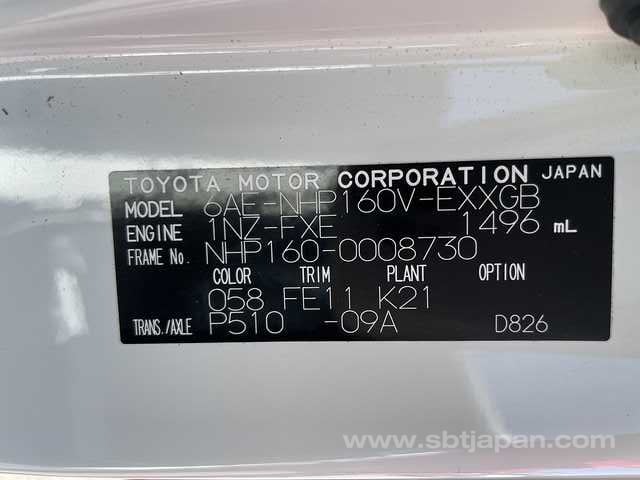 TOYOTA MOTOR CORPORATION JAPAN
MODEL 6AE-NHP160V-EXXGB
ENGINE 1NZ-FXE 1496 mL
FRAME No. NHP160-0008730
COLOR TRIM PLANT OPTION
058 FE11 K21
TRANS./AXLE P510 -09A D826
www.sbtjapan.com